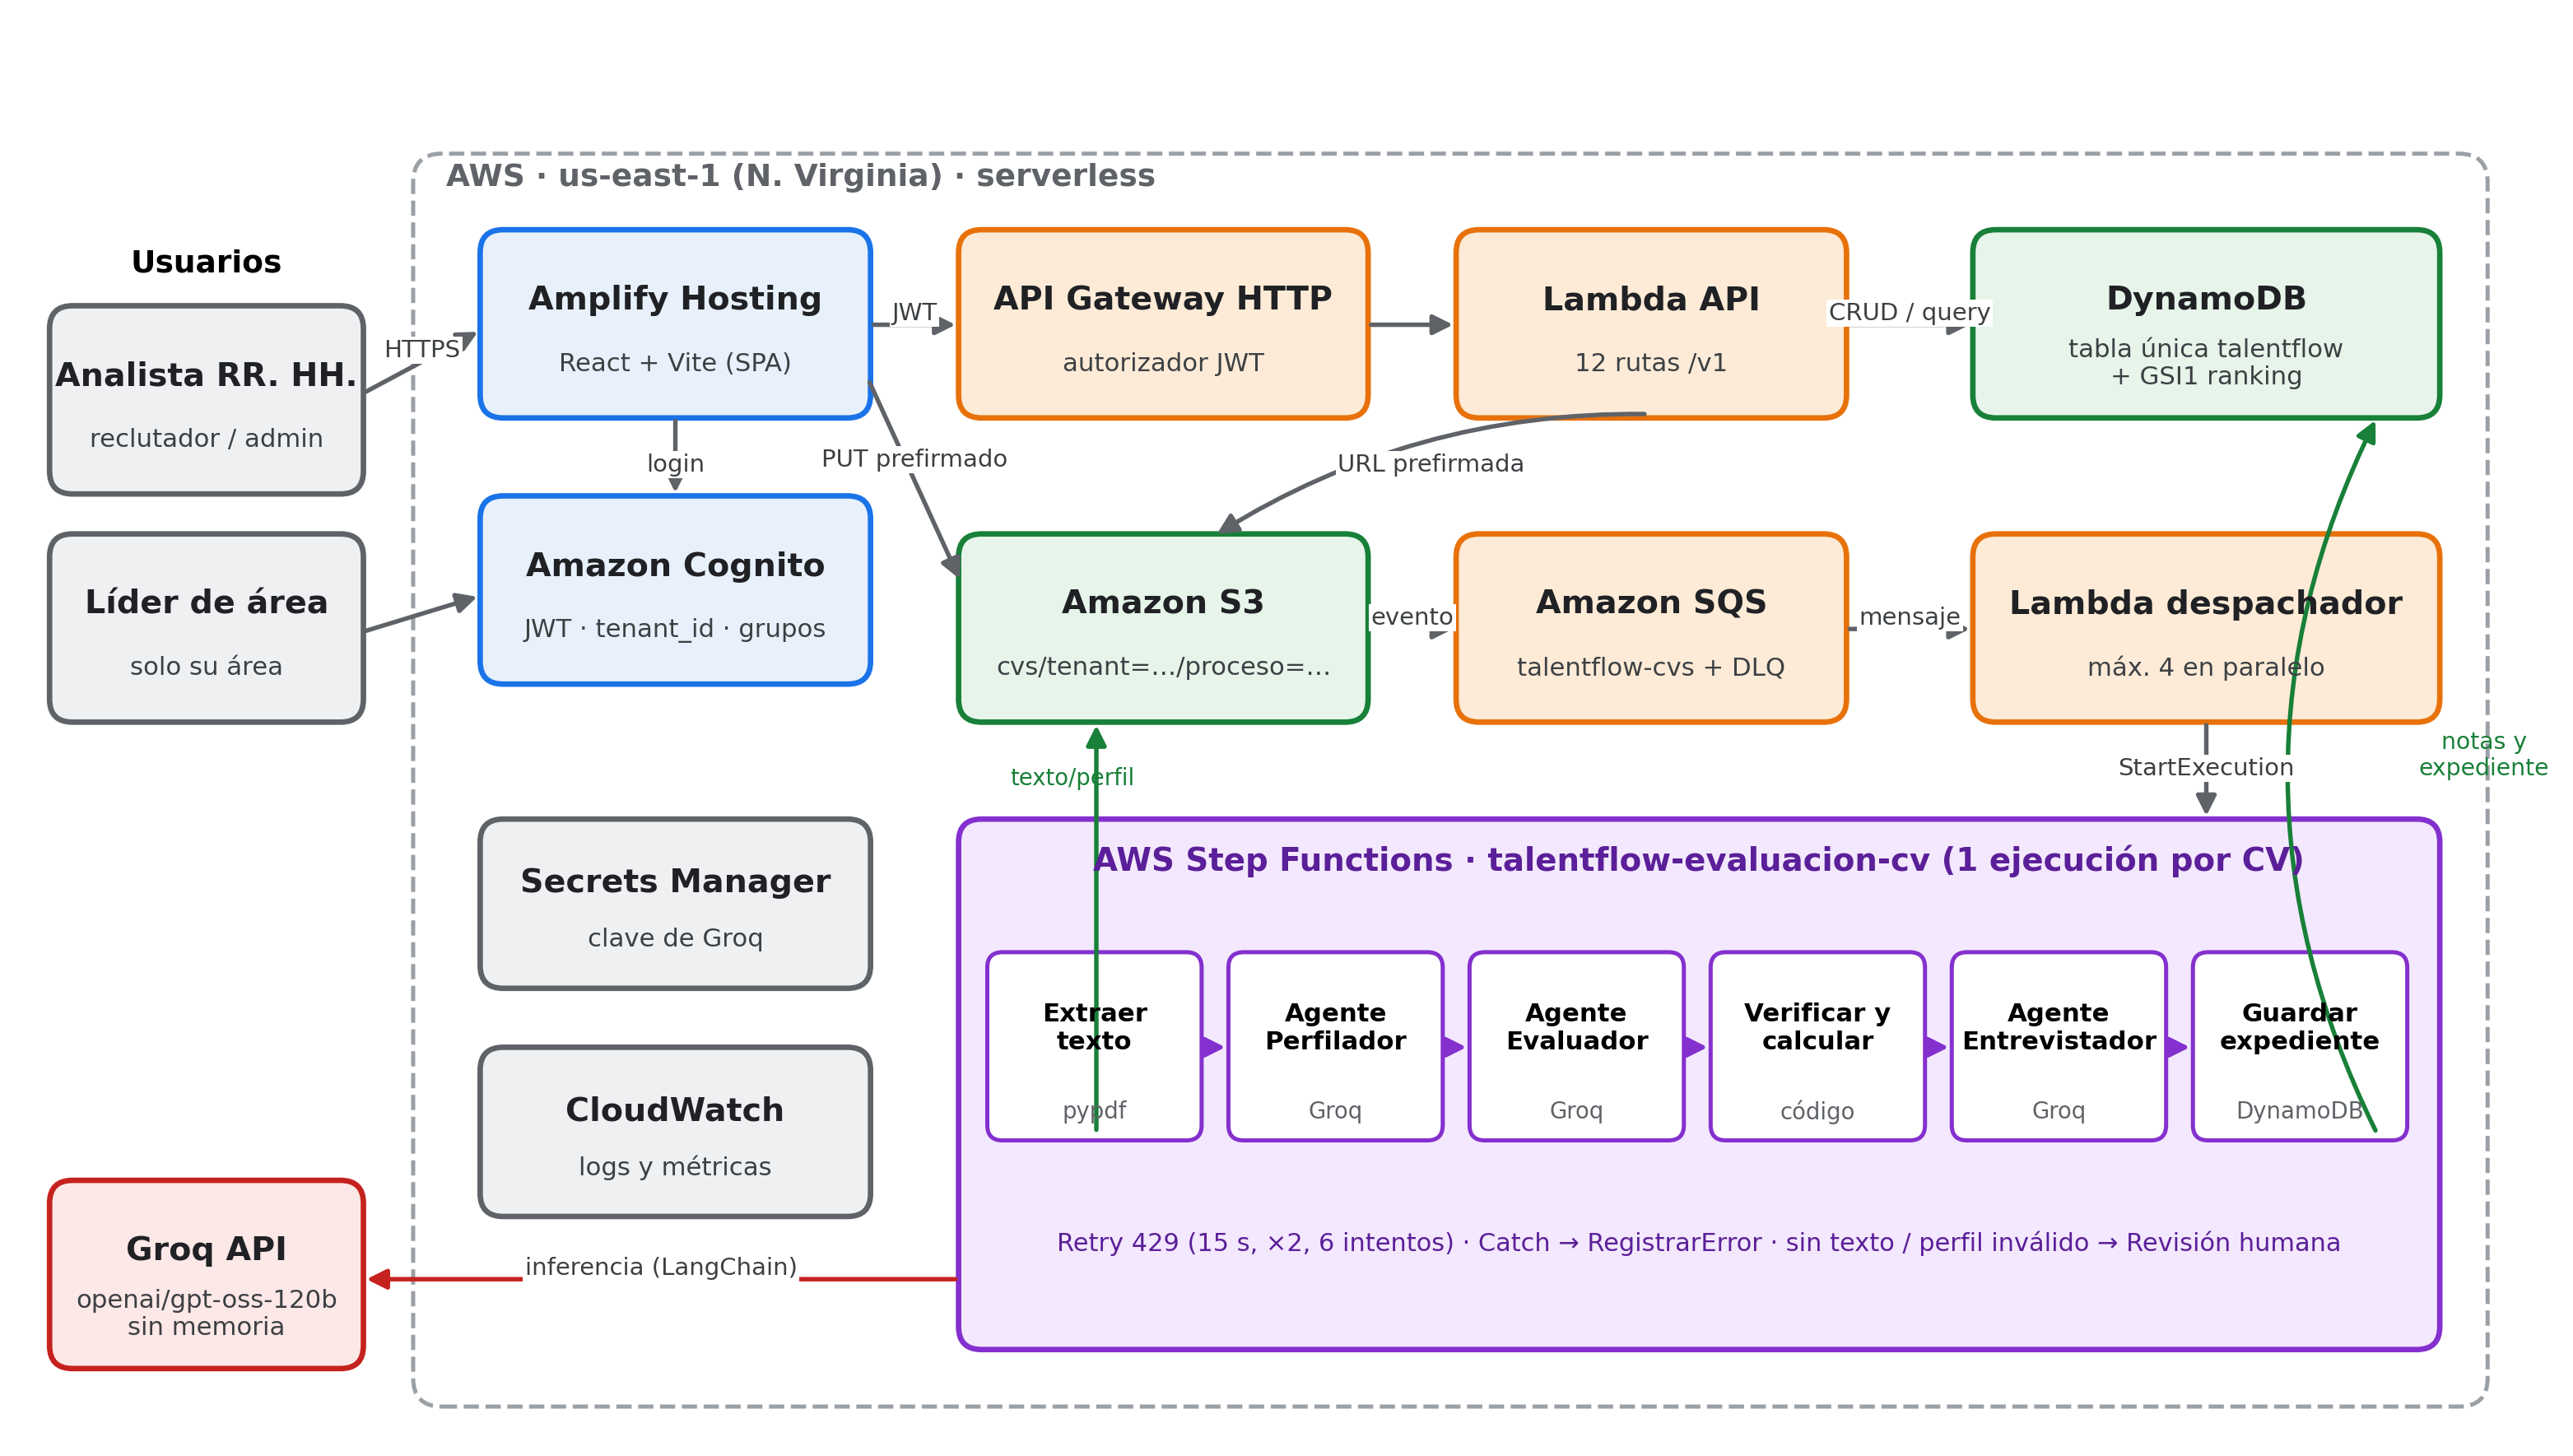 AWS · us-east-1 (N. Virginia) · serverless
Usuarios
Analista RR. HH.
reclutador / admin
Líder de área
solo su área
HTTPS
Amplify Hosting
React + Vite (SPA)
JWT
API Gateway HTTP
autorizador JWT
Lambda API
12 rutas /v1
CRUD / query
DynamoDB
tabla única talentflow
+ GSI1 ranking
login
PUT prefirmado
URL prefirmada
Amazon Cognito
JWT · tenant_id · grupos
Amazon S3
cvs/tenant=.../proceso=...
evento
Amazon SQS
talentflow-cvs + DLQ
mensaje
Lambda despachador
máx. 4 en paralelo
texto/perfil
StartExecution
notas y
expediente
Secrets Manager
clave de Groq
CloudWatch
logs y métricas
AWS Step Functions · talentflow-evaluacion-cv (1 ejecución por CV)
Extraer
texto
pypdf
Agente
Perfilador
Groq
Agente
Evaluador
Groq
Verificar y
calcular
código
Agente
Entrevistador
Groq
Guardar
expediente
DynamoDB
Retry 429 (15 s, ×2, 6 intentos) · Catch → RegistrarError · sin texto / perfil inválido → Revisión humana
inferencia (LangChain)
Groq API
openai/gpt-oss-120b
sin memoria